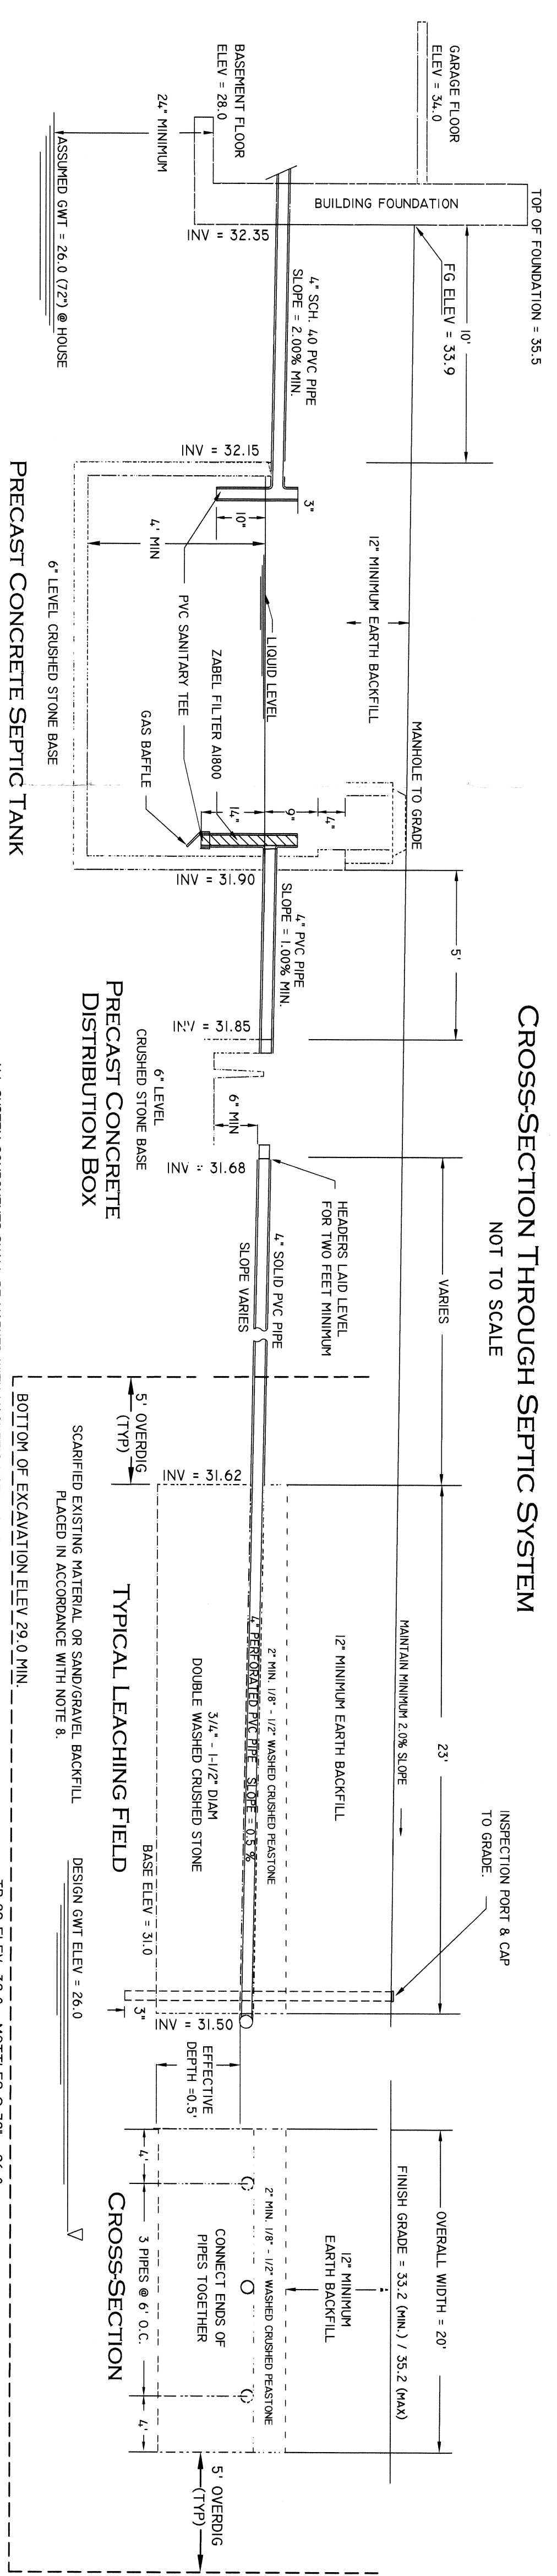 CROSS-SECTION THROUGH SEPTIC SYSTEM
NOT TO SCALE
TOP OF FOUNDATION = 35.5
GARAGE FLOOR
ELEV = 34.0
BASEMENT FLOOR
ELEV = 28.0
24" MINIMUM
ASSUMED GWT = 26.0 (72") @ HOUSE
BUILDING FOUNDATION
FG ELEV = 33.9
10'
INV = 32.35
4" SCH. 40 PVC PIPE
SLOPE = 2.00% MIN.
INV = 32.15
3"
10"
4' MIN
12" MINIMUM EARTH BACKFILL
LIQUID LEVEL
ZABEL FILTER A1800
PVC SANITARY TEE
GAS BAFFLE
6" LEVEL CRUSHED STONE BASE
PRECAST CONCRETE SEPTIC TANK
MANHOLE TO GRADE
4"
9"
14"
INV = 31.90
5'
4" PVC PIPE
SLOPE = 1.00% MIN.
INV = 31.85
6" MIN
6" LEVEL
CRUSHED STONE BASE
PRECAST CONCRETE
DISTRIBUTION BOX
INV = 31.68
HEADERS LAID LEVEL
FOR TWO FEET MINIMUM
VARIES
4" SOLID PVC PIPE
SLOPE VARIES
5' OVERDIG
(TYP)
INV = 31.62
23'
MAINTAIN MINIMUM 2.0% SLOPE
INSPECTION PORT & CAP
TO GRADE.
12" MINIMUM EARTH BACKFILL
2" MIN. 1/8" - 1/2" WASHED CRUSHED PEASTONE
4" PERFORATED PVC PIPE SLOPE = 0.5 %
3/4" - 1-1/2" DIAM
DOUBLE WASHED CRUSHED STONE
BASE ELEV = 31.0
3"
INV = 31.50
TYPICAL LEACHING FIELD
SCARIFIED EXISTING MATERIAL OR SAND/GRAVEL BACKFILL
PLACED IN ACCORDANCE WITH NOTE 8.
DESIGN GWT ELEV = 26.0
BOTTOM OF EXCAVATION ELEV 29.0 MIN.
EFFECTIVE
DEPTH =0.5'
OVERALL WIDTH = 20'
FINISH GRADE = 33.2 (MIN.) / 35.2 (MAX)
12" MINIMUM
EARTH BACKFILL
2" MIN. 1/8" - 1/2" WASHED CRUSHED PEASTONE
CONNECT ENDS OF
PIPES TOGETHER
4'
3 PIPES @ 6' O.C.
4'
CROSS-SECTION
5' OVERDIG
(TYP)